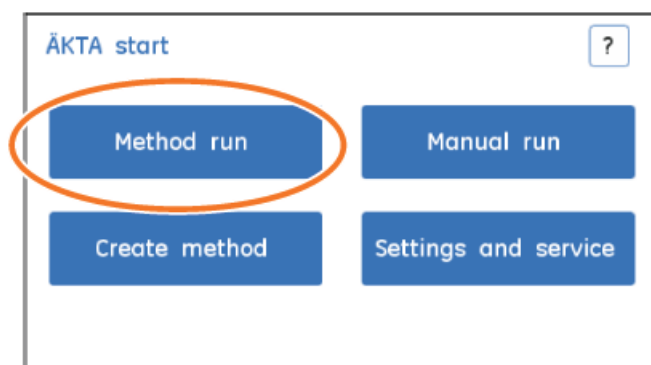 ÄKTA start
?
Method run
Manual run
Create method
Settings and service